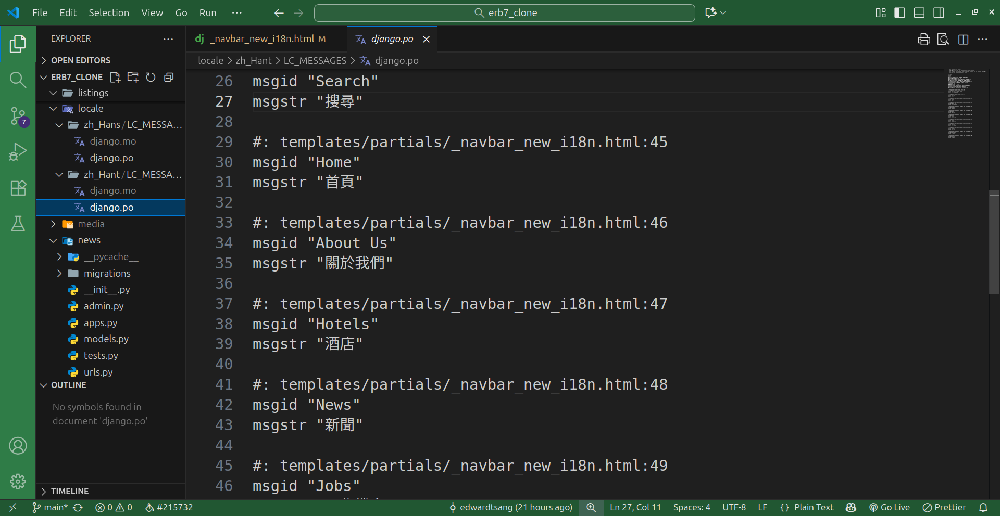 File Edit Selection View Go Run ···
erb7_clone
EXPLORER
OPEN EDITORS
ERB7_CLONE
listings
locale
zh_Hans/LC_MESSA...
django.mo
django.po
zh_Hant/LC_MESSA...
django.mo
django.po
media
news
__pycache__
migrations
__init__.py
admin.py
apps.py
models.py
tests.py
urls.py
OUTLINE
No symbols found in
document 'django.po'
TIMELINE
7
dj _navbar_new_i18n.html M
django.po
locale > zh_Hant > LC_MESSAGES > django.po
26 msgid "Search"
27 msgstr "搜尋"
28
29 #: templates/partials/_navbar_new_i18n.html:45
30 msgid "Home"
31 msgstr "首頁"
32
33 #: templates/partials/_navbar_new_i18n.html:46
34 msgid "About Us"
35 msgstr "關於我們"
36
37 #: templates/partials/_navbar_new_i18n.html:47
38 msgid "Hotels"
39 msgstr "酒店"
40
41 #: templates/partials/_navbar_new_i18n.html:48
42 msgid "News"
43 msgstr "新聞"
44
45 #: templates/partials/_navbar_new_i18n.html:49
46 msgid "Jobs"
main* 0 0 #215732 edwardtsang (21 hours ago) Ln 27, Col 11 Spaces: 4 UTF-8 LF {} Plain Text Go Live Prettier